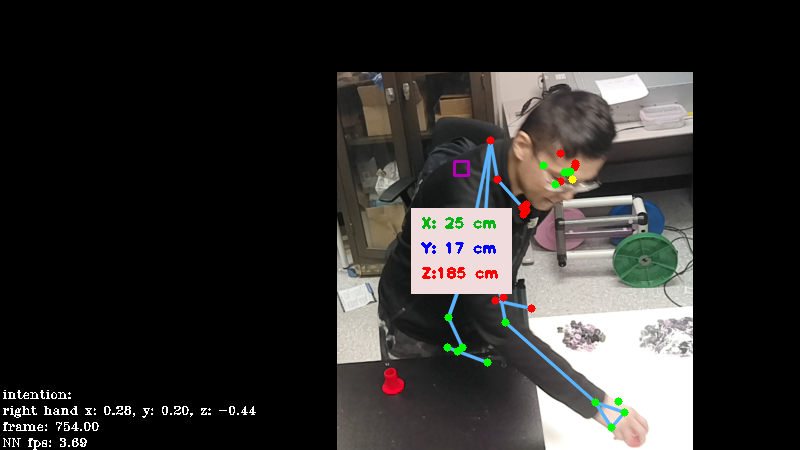 X: 25 cm
Y: 17 cm
Z:185 cm
intention:
right hand x: 0.28, y: 0.20, z: -0.44
frame: 754.00
NN fps: 3.69